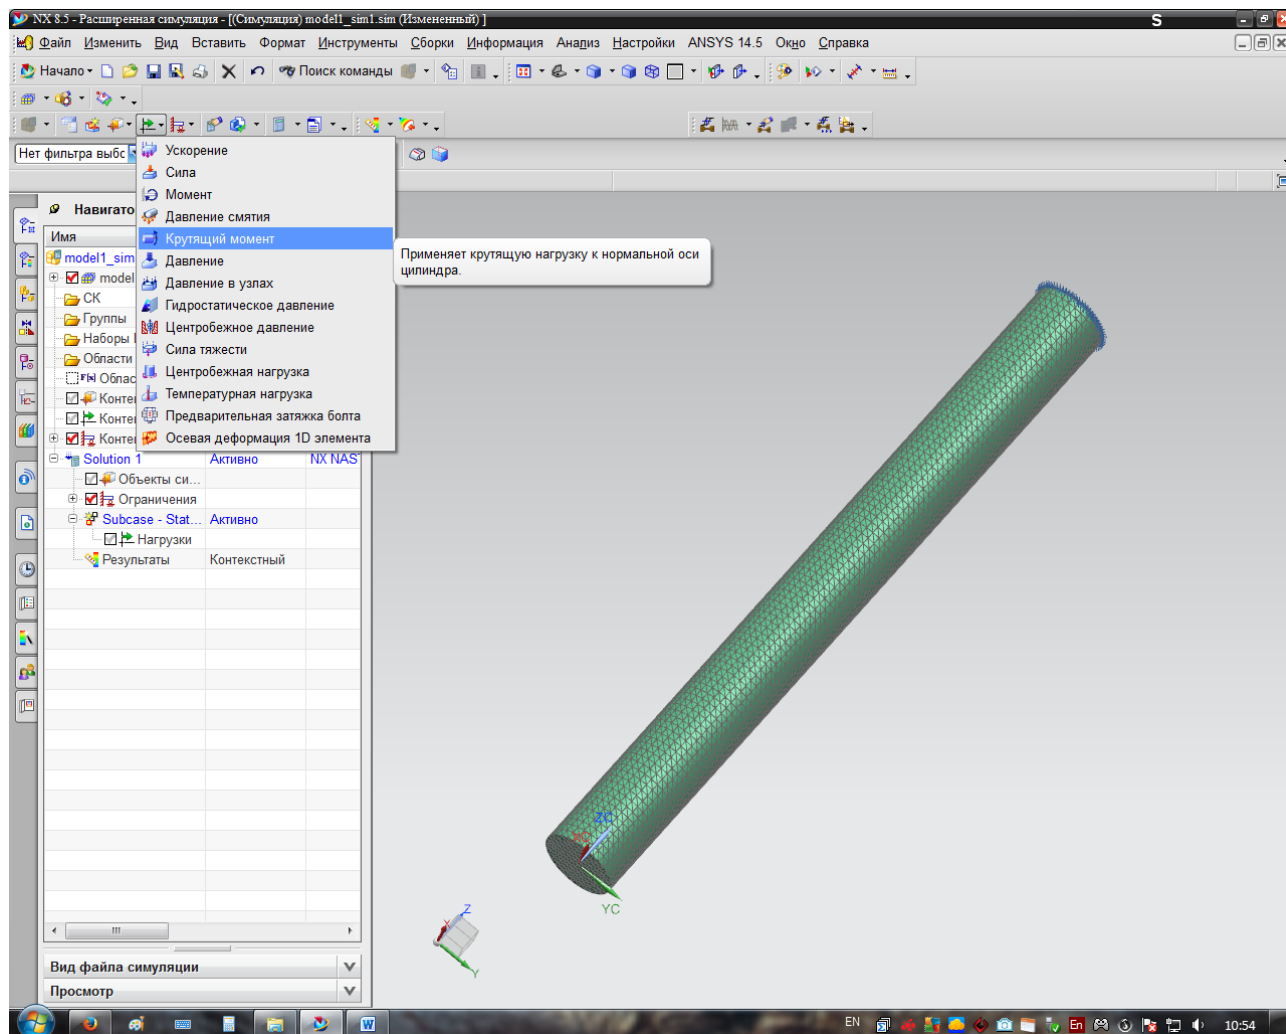 NX 8.5 - Расширенная симуляция - [(Симуляция) model1_sim1.sim (Измененный) ]
S
Файл Изменить Вид Вставить Формат Инструменты Сборки Информация Анализ Настройки ANSYS 14.5 Окно Справка
Начало Поиск команды
Нет фильтра выбс
Ускорение
Сила
Момент
Давление смятия
Крутящий момент
Давление
Давление в узлах
Гидростатическое давление
Центробежное давление
Сила тяжести
Центробежная нагрузка
Температурная нагрузка
Предварительная затяжка болта
Осевая деформация 1D элемента
Применяет крутящую нагрузку к нормальной оси
цилиндра.
Навигато
Имя
model1_sim
model
СК
Группы
Наборы
Области
Облас
Конте
Конте
Конте
Solution 1 Активно NX NAS
Объекты си...
Ограничения
Subcase - Stat... Активно
Нагрузки
Результаты Контекстный
Вид файла симуляции
Просмотр
ZC
XC
YC
Z
X
Y
EN En 10:54